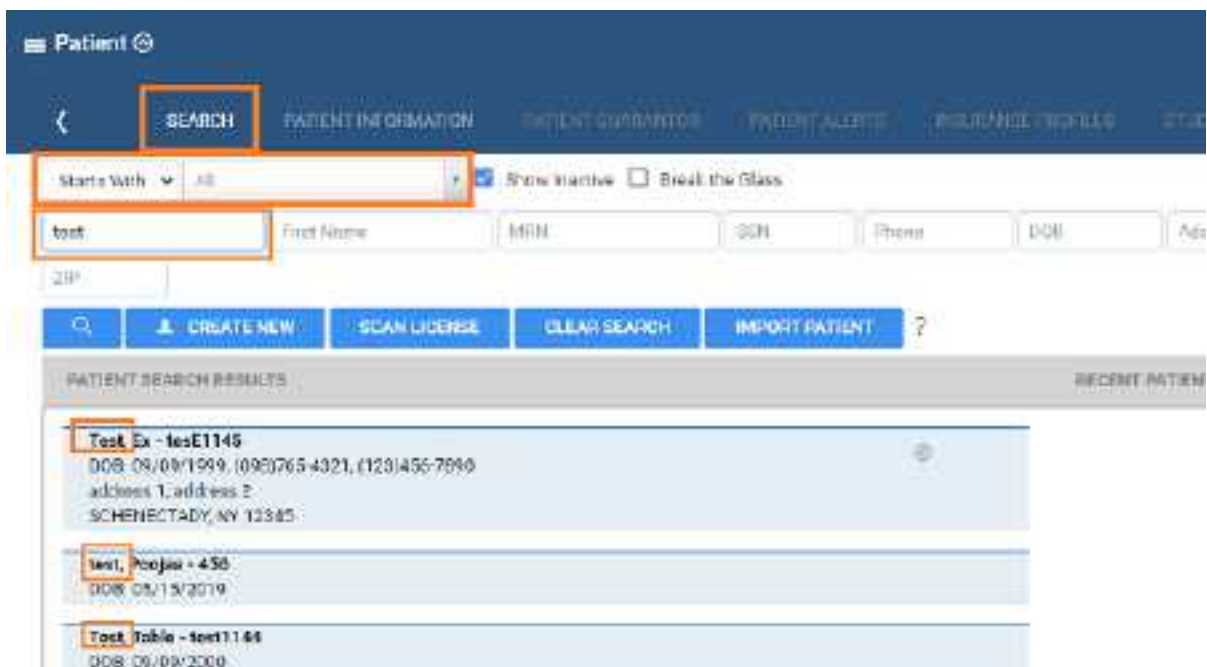 Patient
SEARCH PATIENT INFORMATION PATIENT GUARANTOR PATIENT ALERTS INSURANCE PROFILES
Starts With All Show Inactive Break the Glass
test First Name MRN SSN Phone DOB
ZIP
CREATE NEW SCAN LICENSE CLEAR SEARCH IMPORT PATIENT ?
PATIENT SEARCH RESULTS RECENT PATIEN
Test, Ex - tesE1145
DOB: 09/09/1999, (098)765-4321, (123)456-7890
address 1, address 2
SCHENECTADY, NY 12345
test, Poojaa - 456
DOB: 05/15/2019
Test, Table - test1144
DOB: 09/09/2000